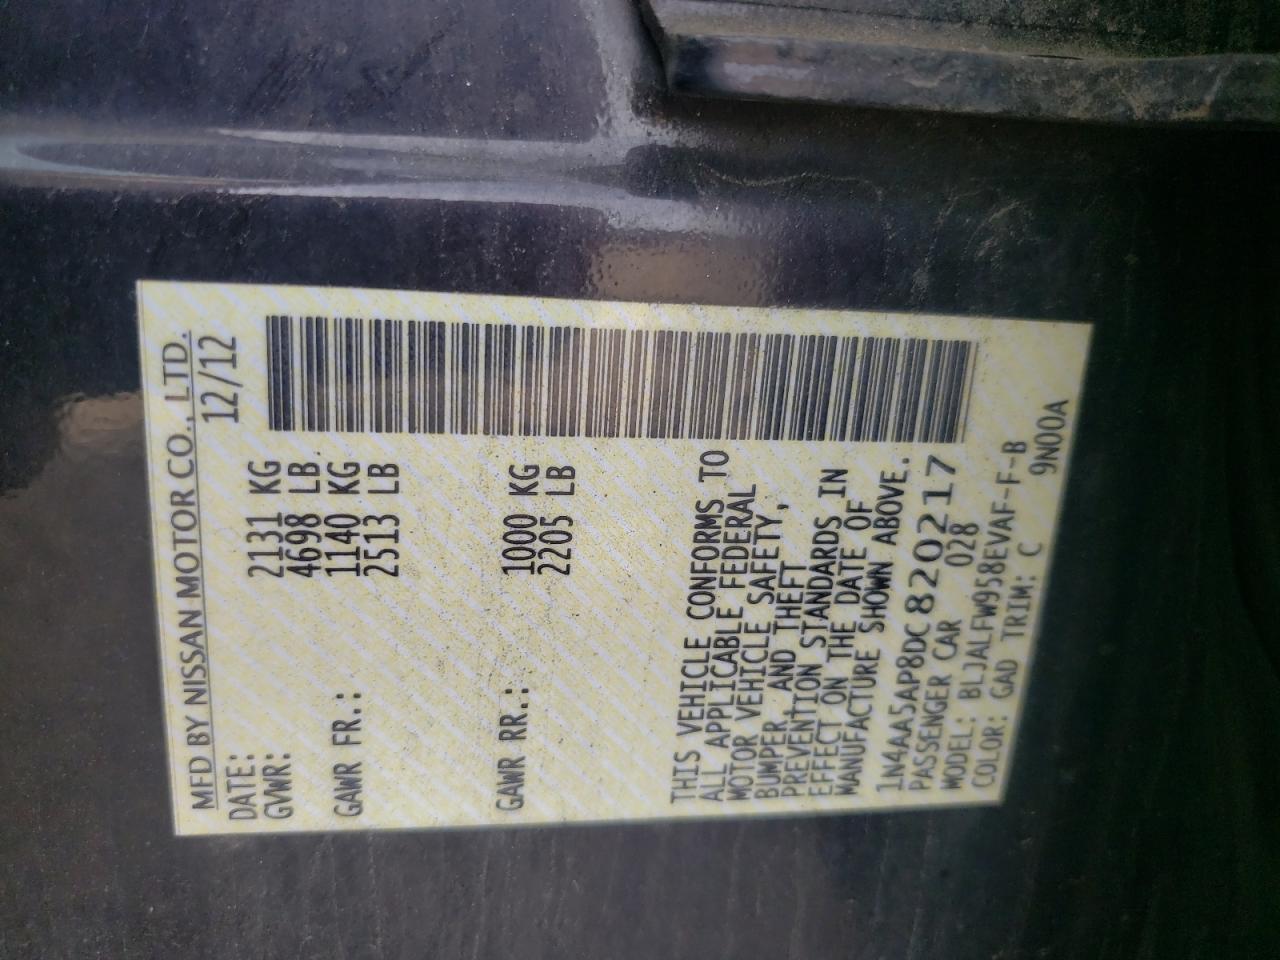 MFD BY NISSAN MOTOR CO., LTD.
DATE: 12/12
GVWR: 2131 KG
4698 LB
GAWR FR.: 1140 KG
2513 LB
GAWR RR.: 1000 KG
2205 LB
THIS VEHICLE CONFORMS TO
ALL APPLICABLE FEDERAL
MOTOR VEHICLE SAFETY,
BUMPER, AND THEFT
PREVENTION STANDARDS IN
EFFECT ON THE DATE OF
MANUFACTURE SHOWN ABOVE.
1N4AA5AP8DC820217
PASSENGER CAR 028
MODEL: BLJALFW958EVAF-F-B
COLOR: GAD TRIM: C 9N00A